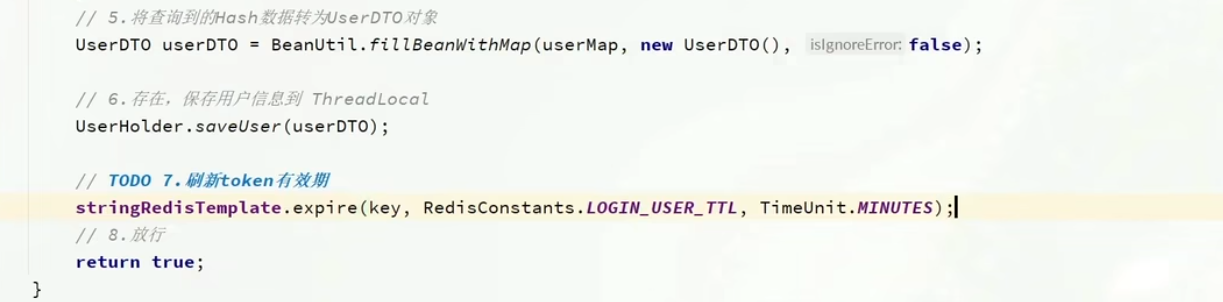 // 5.将查询到的Hash数据转为UserDTO对象
UserDTO userDTO = BeanUtil.fillBeanWithMap(userMap, new UserDTO(), isIgnoreError: false);
// 6.存在，保存用户信息到 ThreadLocal
UserHolder.saveUser(userDTO);
// TODO 7.刷新token有效期
stringRedisTemplate.expire(key, RedisConstants.LOGIN_USER_TTL, TimeUnit.MINUTES);
// 8.放行
return true;
}